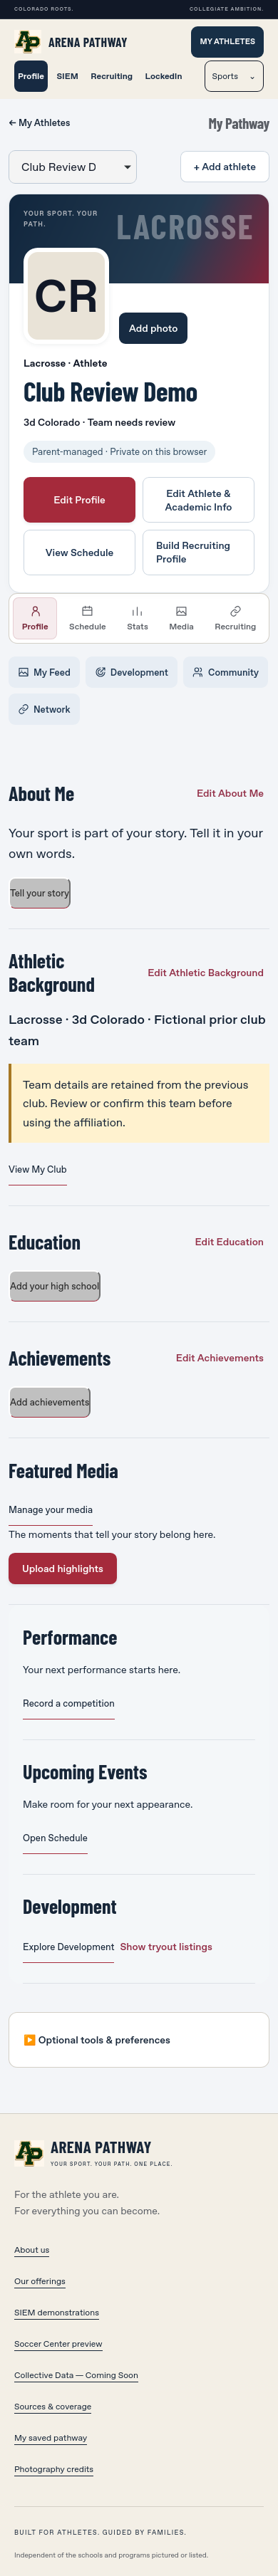 COLORADO ROOTS. COLLEGIATE AMBITION.
AP ARENA PATHWAY MY ATHLETES
Profile SIEM Recruiting LockedIn Sports
← My Athletes My Pathway
Club Review D + Add athlete
YOUR SPORT. YOUR
PATH.
LACROSSE
CR
Add photo
Lacrosse · Athlete
Club Review Demo
3d Colorado · Team needs review
Parent-managed · Private on this browser
Edit Profile
Edit Athlete &
Academic Info
View Schedule
Build Recruiting
Profile
Profile Schedule Stats Media Recruiting
My Feed Development Community
Network
About Me Edit About Me
Your sport is part of your story. Tell it in your
own words.
Tell your story
Athletic
Background
Edit Athletic Background
Lacrosse · 3d Colorado · Fictional prior club
team
Team details are retained from the previous
club. Review or confirm this team before
using the affiliation.
View My Club
Education Edit Education
Add your high school
Achievements Edit Achievements
Add achievements
Featured Media
Manage your media
The moments that tell your story belong here.
Upload highlights
Performance
Your next performance starts here.
Record a competition
Upcoming Events
Make room for your next appearance.
Open Schedule
Development
Explore Development Show tryout listings
▶️ Optional tools & preferences
AP ARENA PATHWAY
YOUR SPORT. YOUR PATH. ONE PLACE.
For the athlete you are.
For everything you can become.
About us
Our offerings
SIEM demonstrations
Soccer Center preview
Collective Data — Coming Soon
Sources & coverage
My saved pathway
Photography credits
BUILT FOR ATHLETES. GUIDED BY FAMILIES.
Independent of the schools and programs pictured or listed.